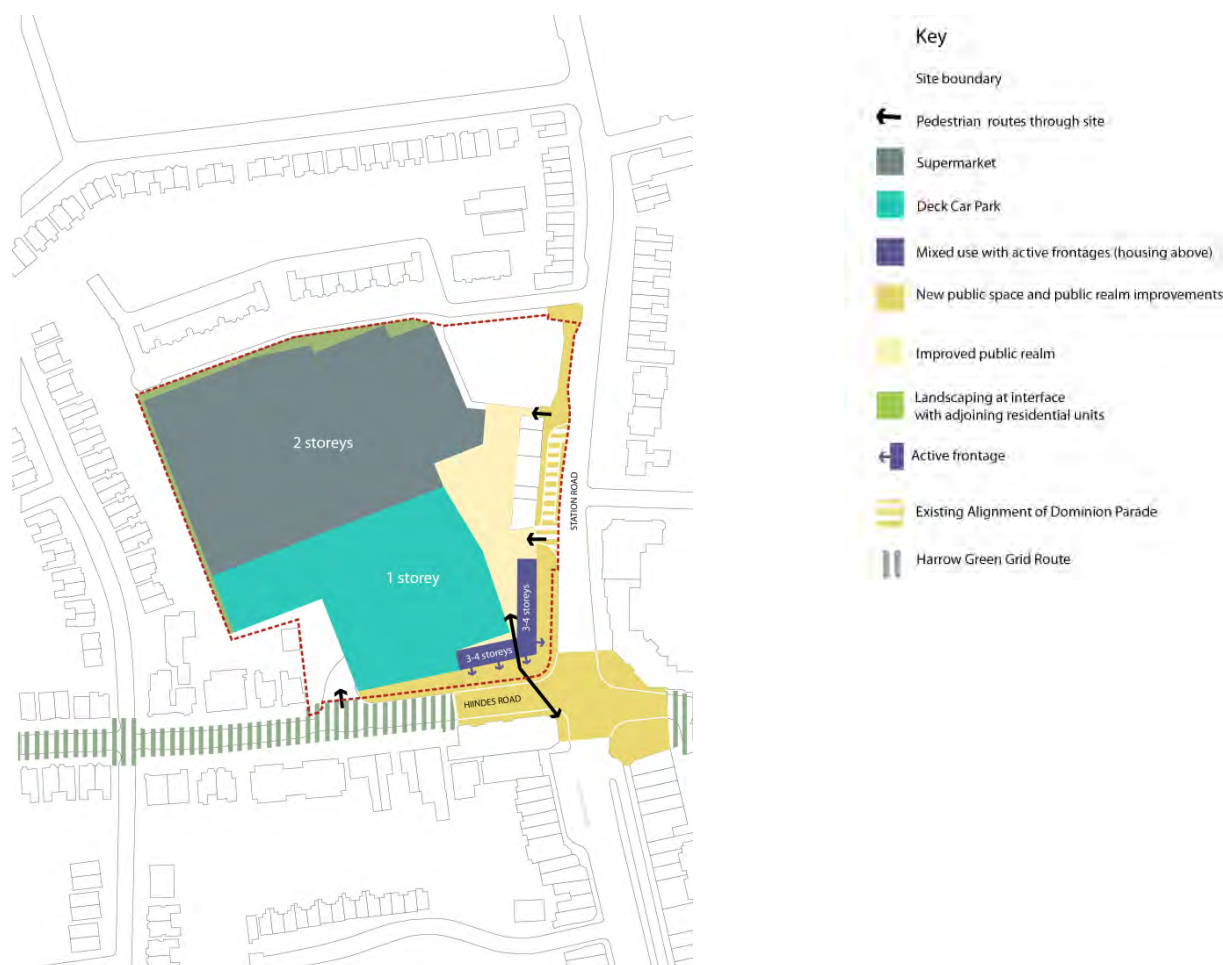 2 storeys
1 storey
3-4 storeys
3-4 storeys
STATION ROAD
HIINDES ROAD
Key
Site boundary
Pedestrian routes through site
Supermarket
Deck Car Park
Mixed use with active frontages (housing above)
New public space and public realm improvements
Improved public realm
Landscaping at interface
with adjoining residential units
Active frontage
Existing Alignment of Dominion Parade
Harrow Green Grid Route